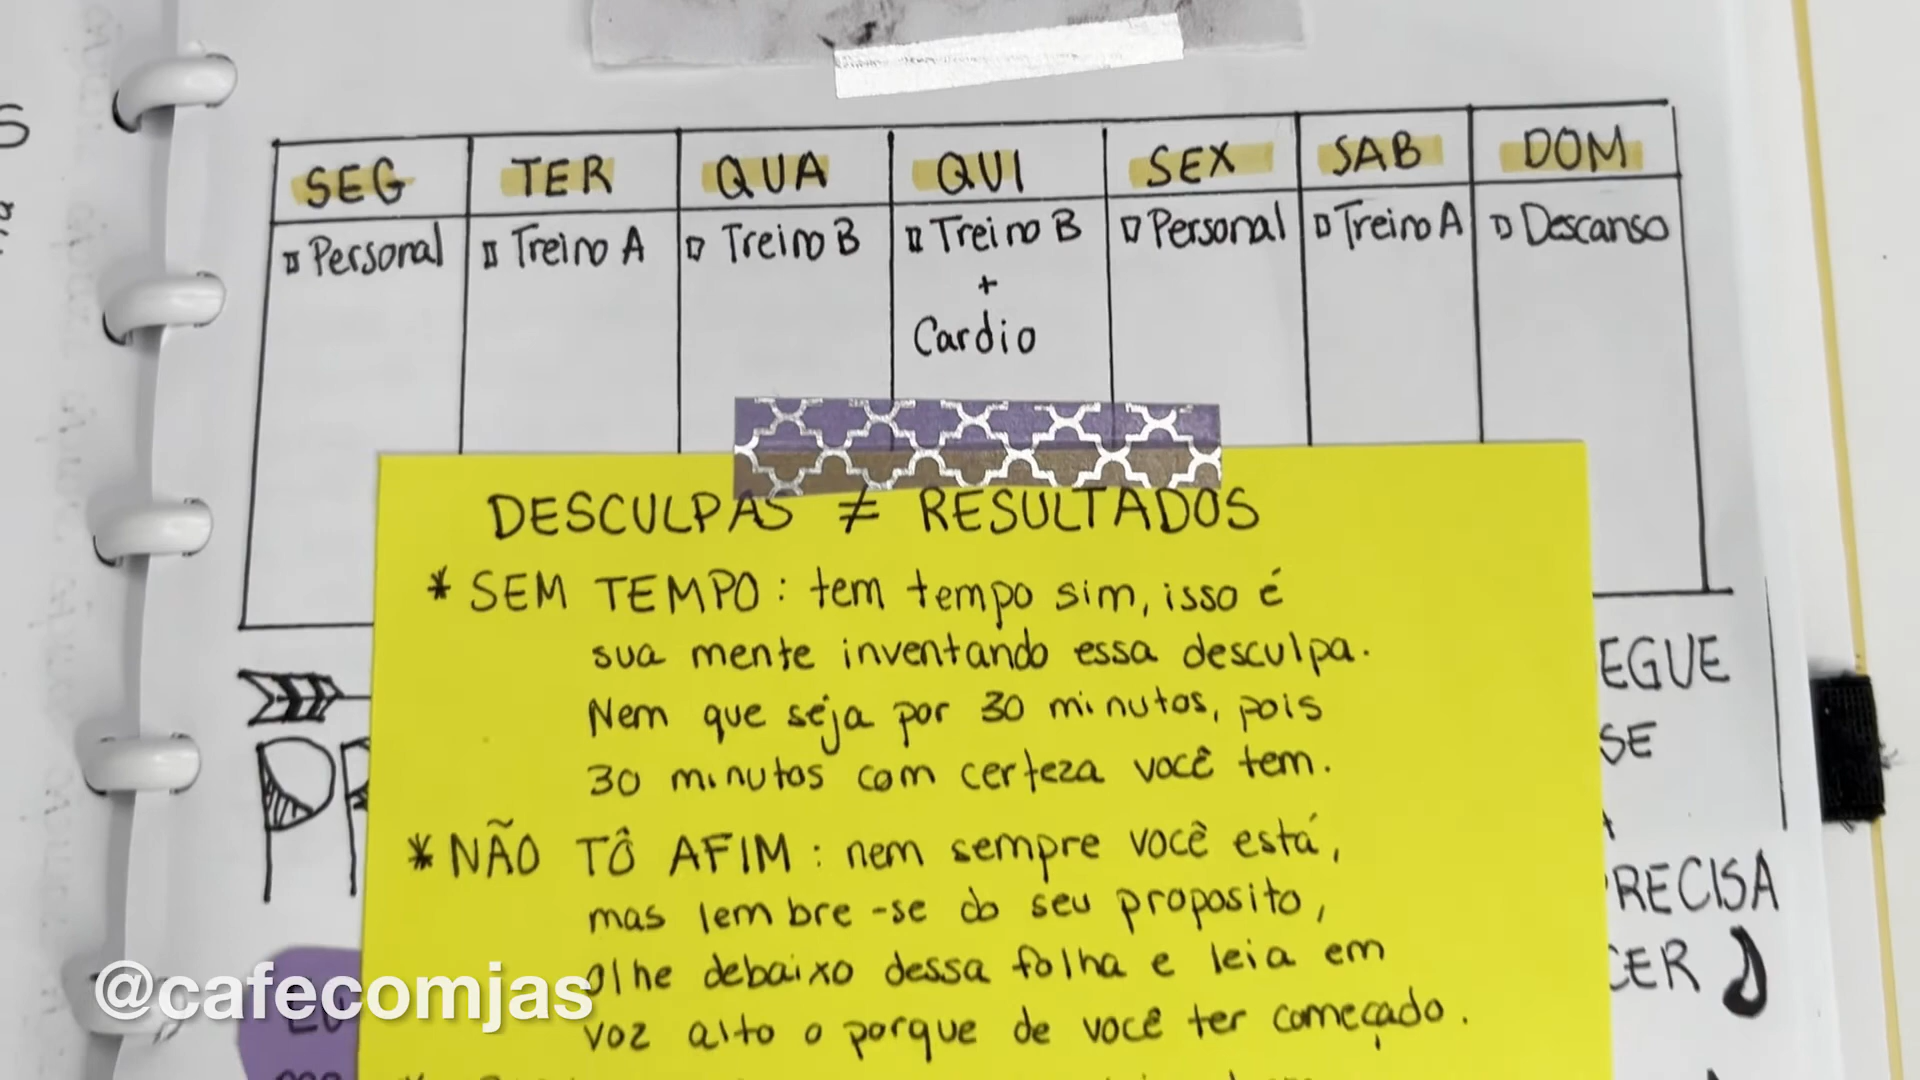 SEG TER QUA QUI SEX SAB DOM
Personal Treino A Treino B Treino B Personal Treino A Descanso
+
Cardio
DESCULPAS ≠ RESULTADOS
* SEM TEMPO: tem tempo sim, isso é
sua mente inventando essa desculpa.
Nem que seja por 30 minutos, pois
30 minutos com certeza você tem.
* NÃO TÔ AFIM: nem sempre você está,
mas lembre-se do seu proposito,
olhe debaixo dessa folha e leia em
voz alto o porque de você ter começado.
EGUE
SE
RECISA
CER
@cafecomjas